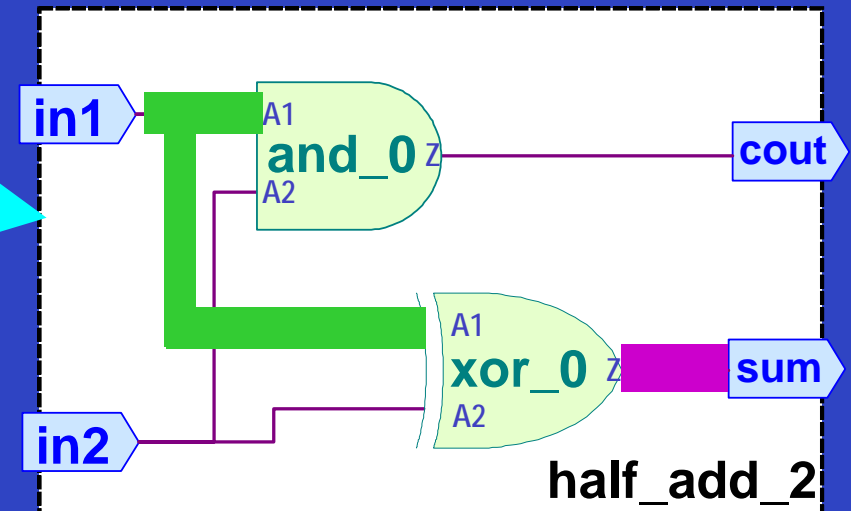 in1
A1
and_0
Z
A2
cout
A1
xor_0
Z
A2
sum
in2
half_add_2